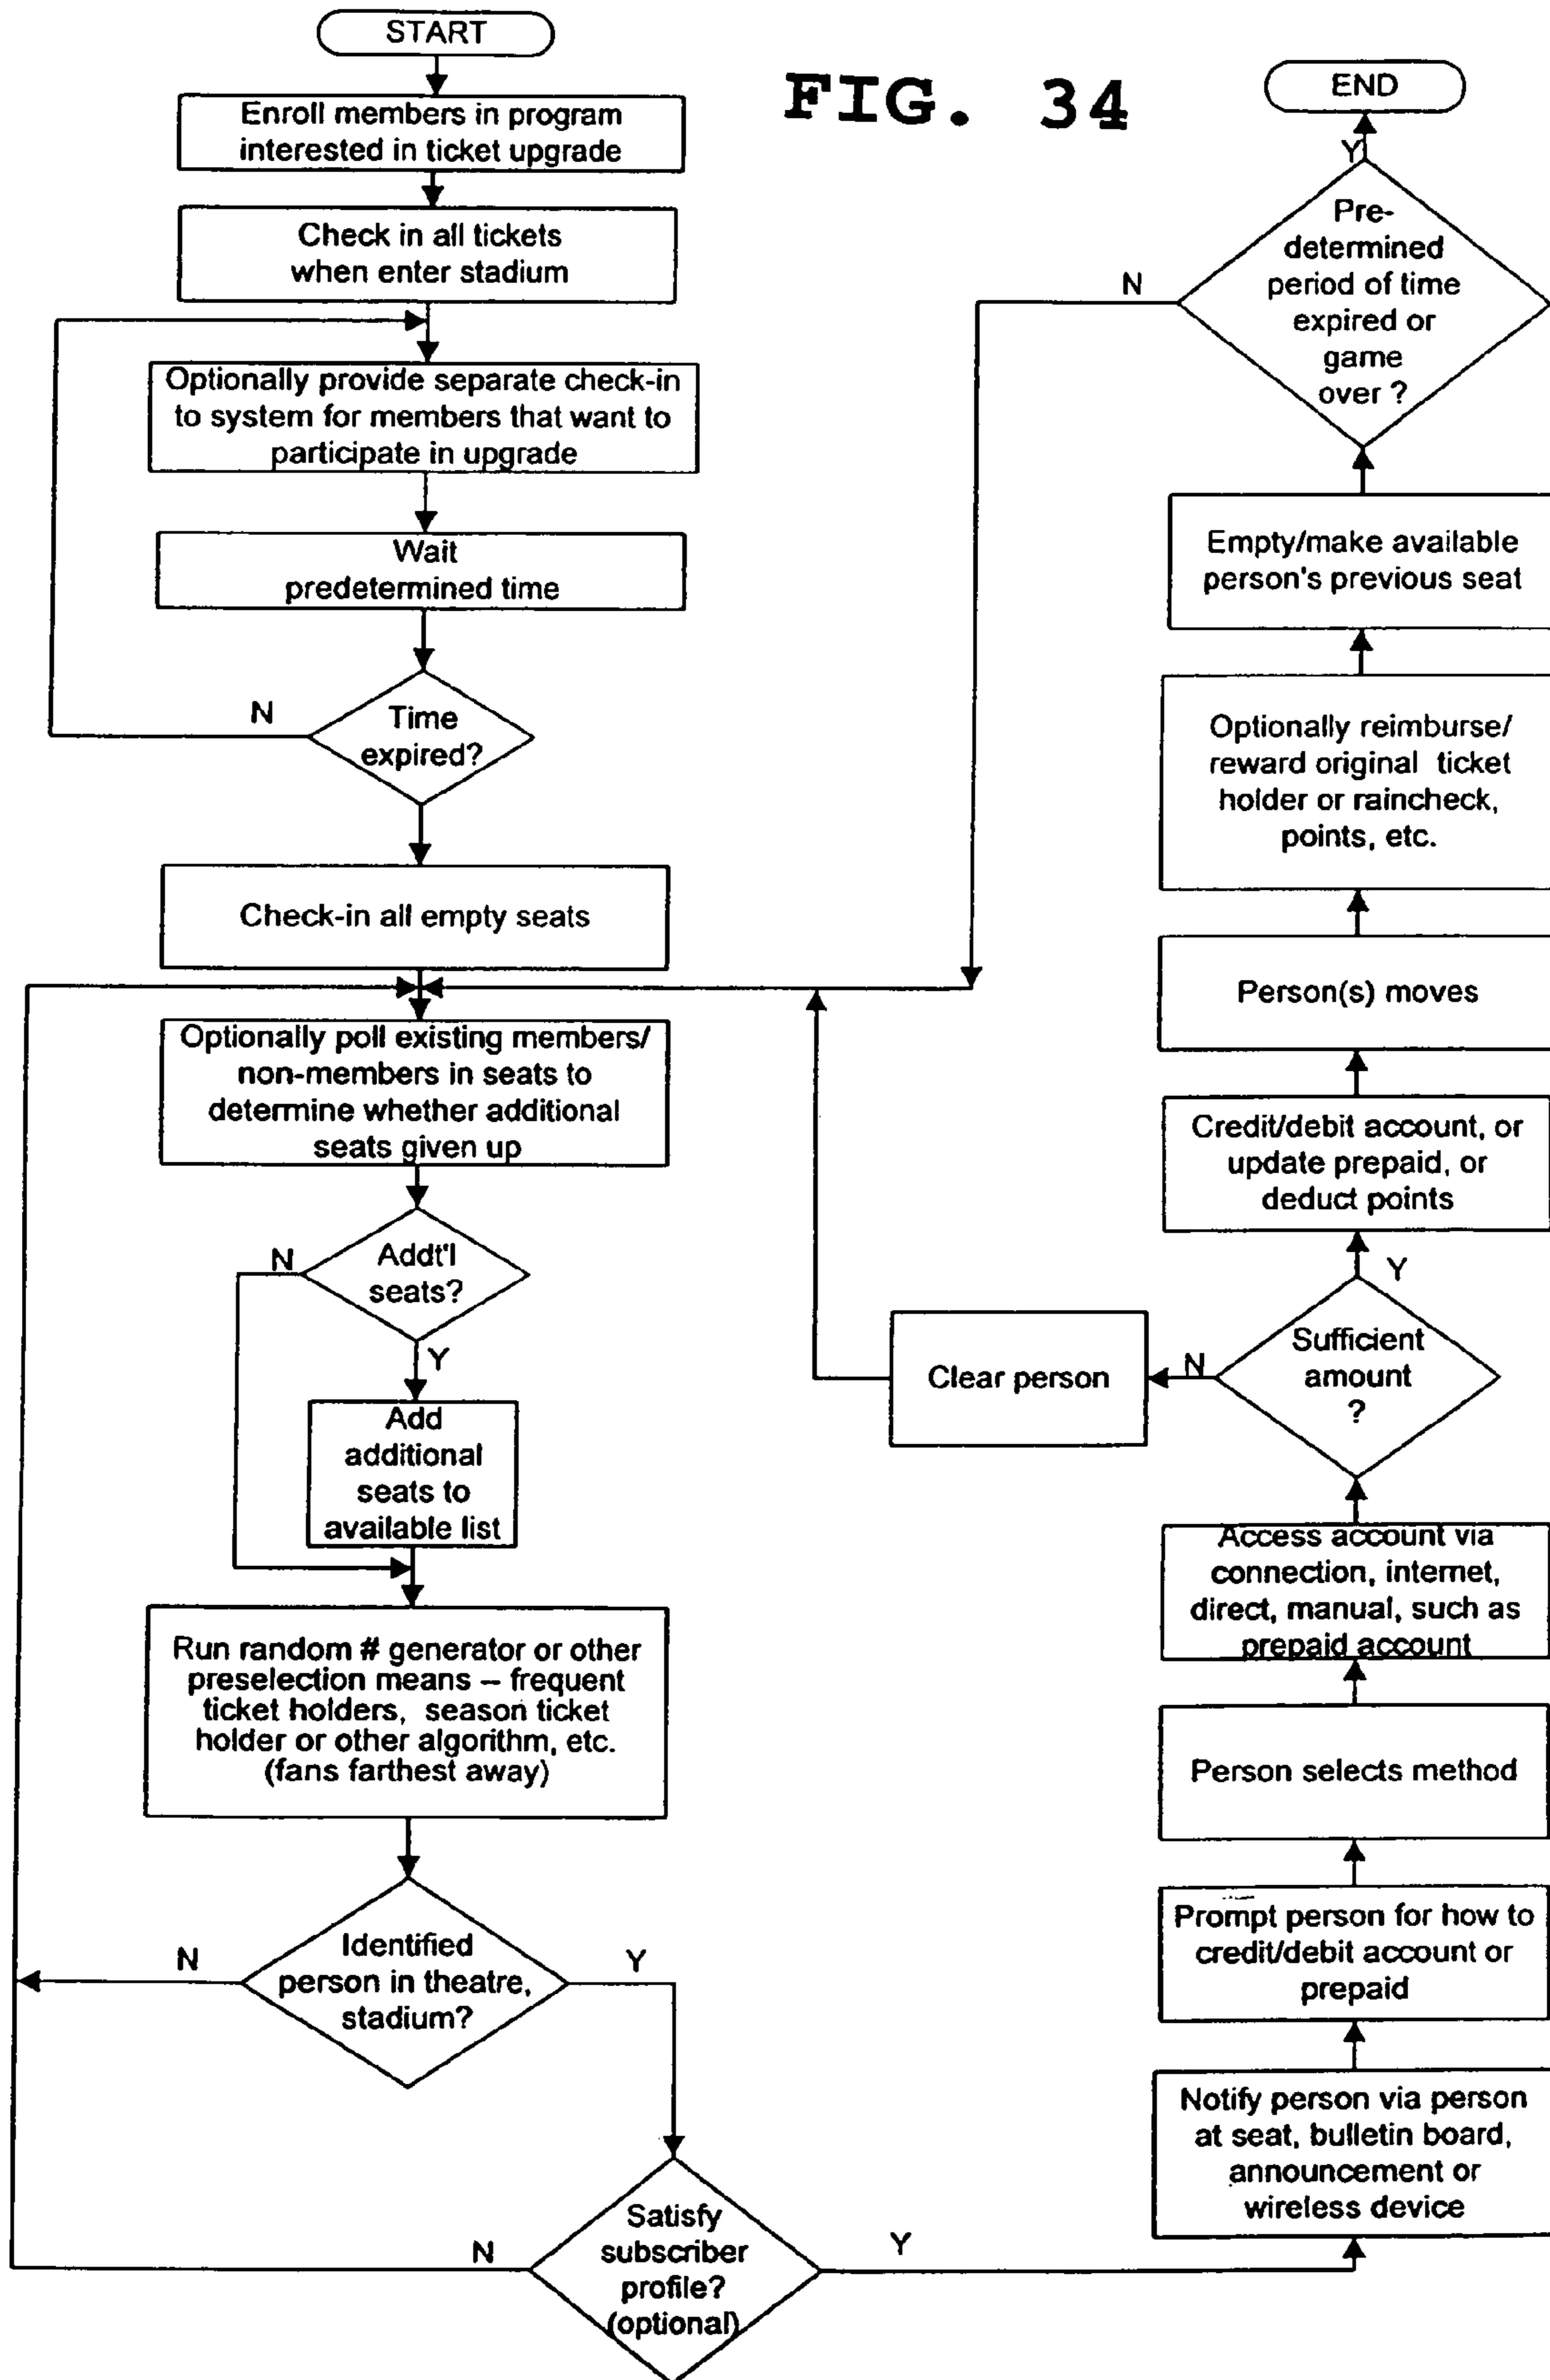 START
FIG. 34
Enroll members in program
interested in ticket upgrade
Check in all tickets
when enter stadium
Optionally provide separate check-in
to system for members that want to
participate in upgrade
Wait
predetermined time
N
Time
expired?
Check-in all empty seats
Optionally poll existing members/
non-members in seats to
determine whether additional
seats given up
N
Addt'l
seats?
Y
Add
additional
seats to
available list
Run random # generator or other
preselection means – frequent
ticket holders, season ticket
holder or other algorithm, etc.
(fans farthest away)
N
Identified
person in theatre,
stadium?
Y
N
Satisfy
subscriber
profile?
(optional)
Y
Notify person via person
at seat, bulletin board,
announcement or
wireless device
Prompt person for how to
credit/debit account or
prepaid
Person selects method
Access account via
connection, internet,
direct, manual, such as
prepaid account
Sufficient
amount
?
N
Clear person
Y
Credit/debit account, or
update prepaid, or
deduct points
Person(s) moves
Optionally reimburse/
reward original ticket
holder or raincheck,
points, etc.
Empty/make available
person's previous seat
Pre-
determined
period of time
expired or
game
over ?
N
Y
END